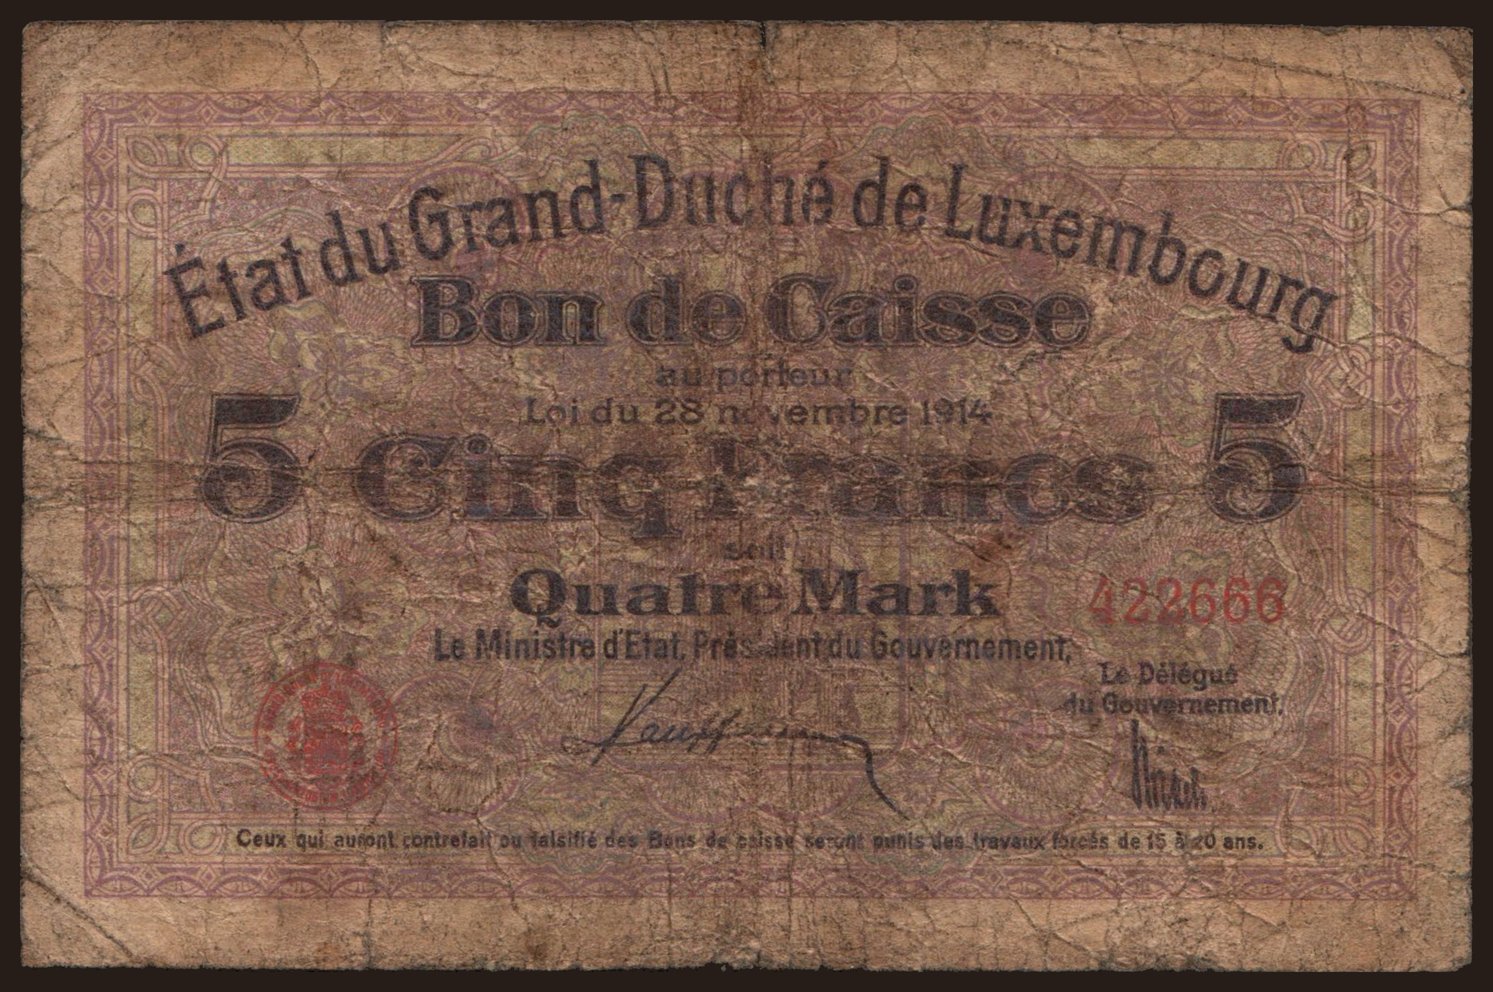 État du Grand-Duché de Luxembourg
Bon de Caisse
au porteur
Loi du 28 novembre 1914
5 Cinq Francs 5
soit
Quatre Mark
422666
Le Ministre d'Etat, Président du Gouvernement,
Le Délégué
du Gouvernement,
Kauffman
Ceux qui auront contrefait ou falsifié des Bons de caisse seront punis des travaux forcés de 15 à 20 ans.